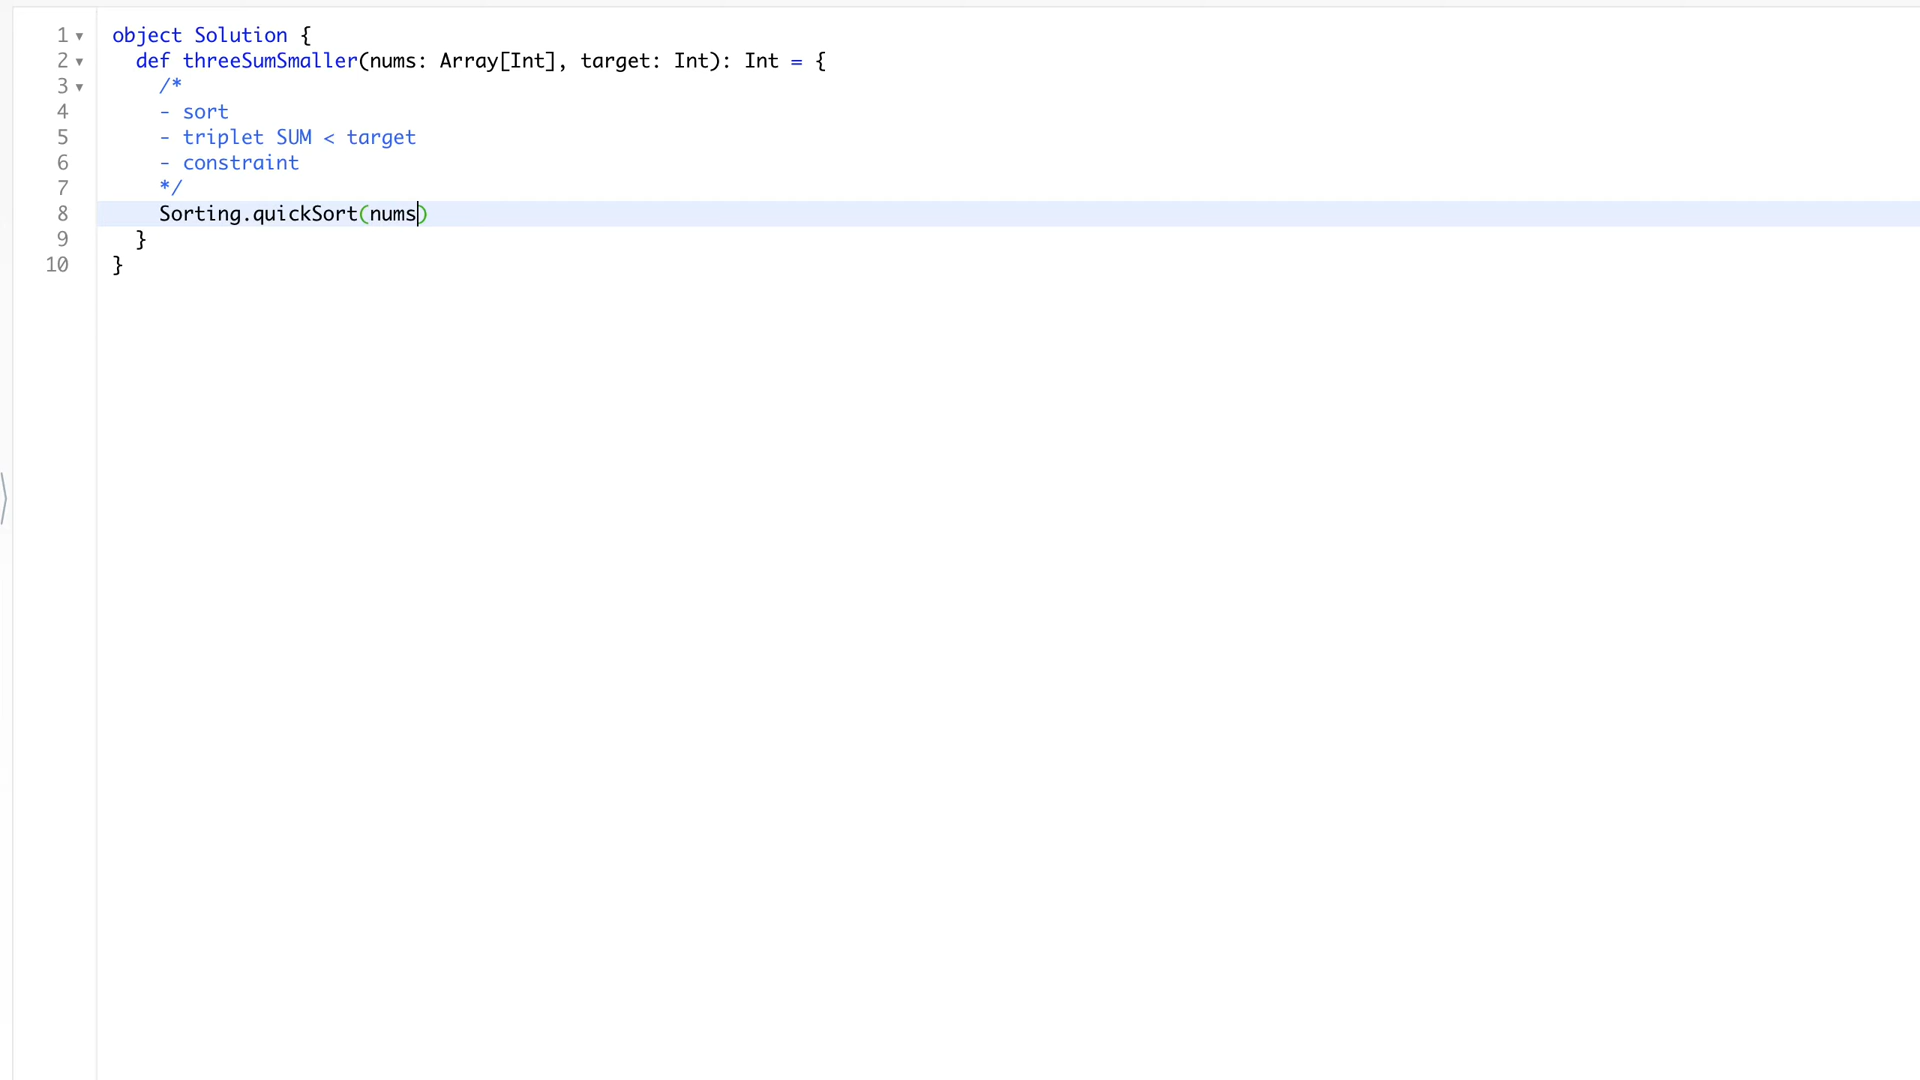 1 object Solution {
2 def threeSumSmaller(nums: Array[Int], target: Int): Int = {
3 /*
4 - sort
5 - triplet SUM < target
6 - constraint
7 */
8 Sorting.quickSort(nums)
9 }
10 }